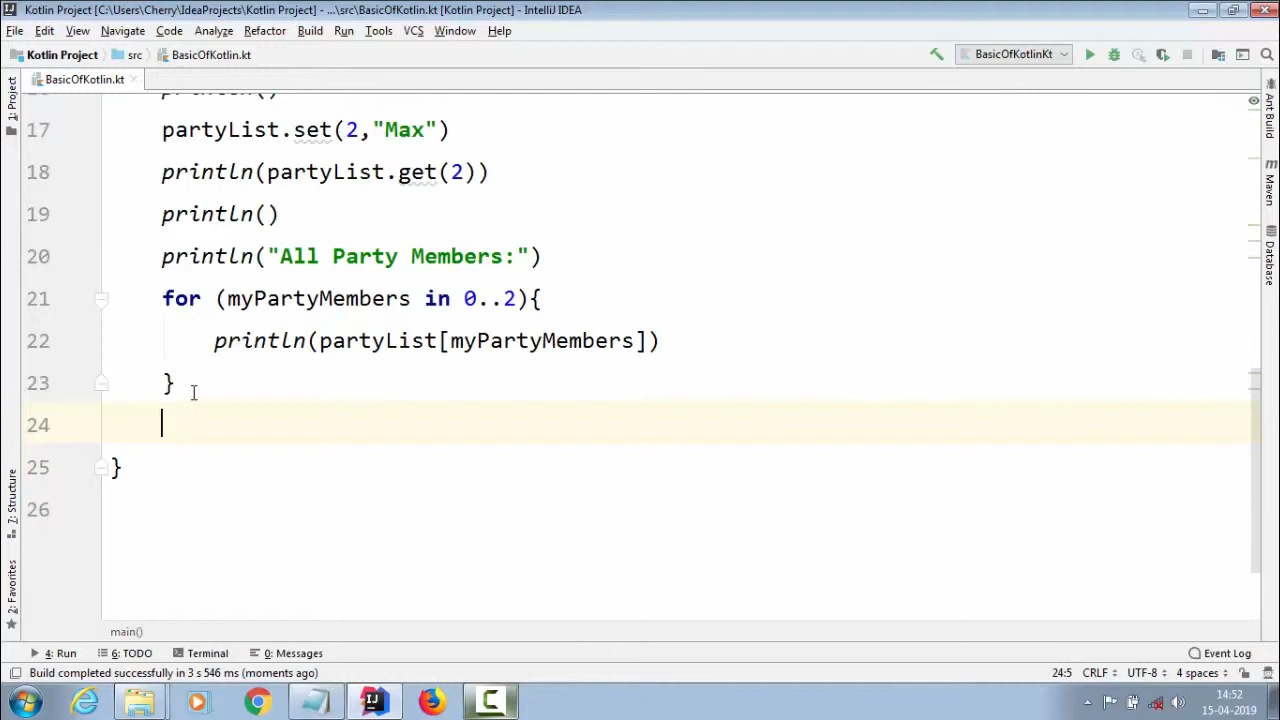 Kotlin Project [C:\Users\Cherry\IdeaProjects\Kotlin Project] - ...\src\BasicOfKotlin.kt [Kotlin Project] - IntelliJ IDEA
File Edit View Navigate Code Analyze Refactor Build Run Tools VCS Window Help
Kotlin Project src BasicOfKotlin.kt BasicOfKotlinKt
BasicOfKotlin.kt
1: Project
Ant Build
Maven
Database
7: Structure
2: Favorites
println()
17 partyList.set(2,"Max")
18 println(partyList.get(2))
19 println()
20 println("All Party Members:")
21 for (myPartyMembers in 0..2){
22 println(partyList[myPartyMembers])
23 }
24
25 }
26
main()
4: Run 6: TODO Terminal 0: Messages Event Log
Build completed successfully in 3 s 546 ms (moments ago) 24:5 CRLF UTF-8 4 spaces
14:52
15-04-2019